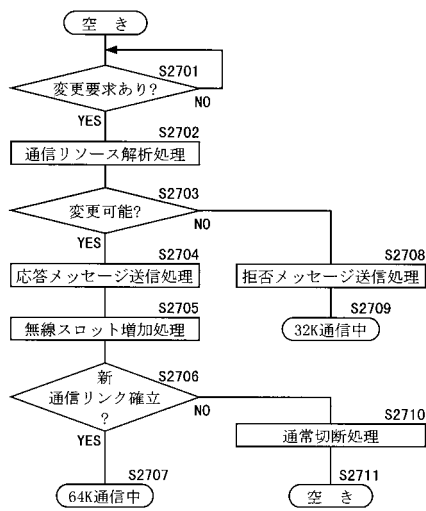 空 き
S2701
変更要求あり?
NO
YES
S2702
通信リソース解析処理
S2703
変更可能?
NO
YES
S2704
応答メッセージ送信処理
S2708
拒否メッセージ送信処理
S2705
無線スロット増加処理
S2709
32K通信中
S2706
新
通信リンク確立
?
NO
YES
S2710
通常切断処理
S2707
64K通信中
S2711
空 き